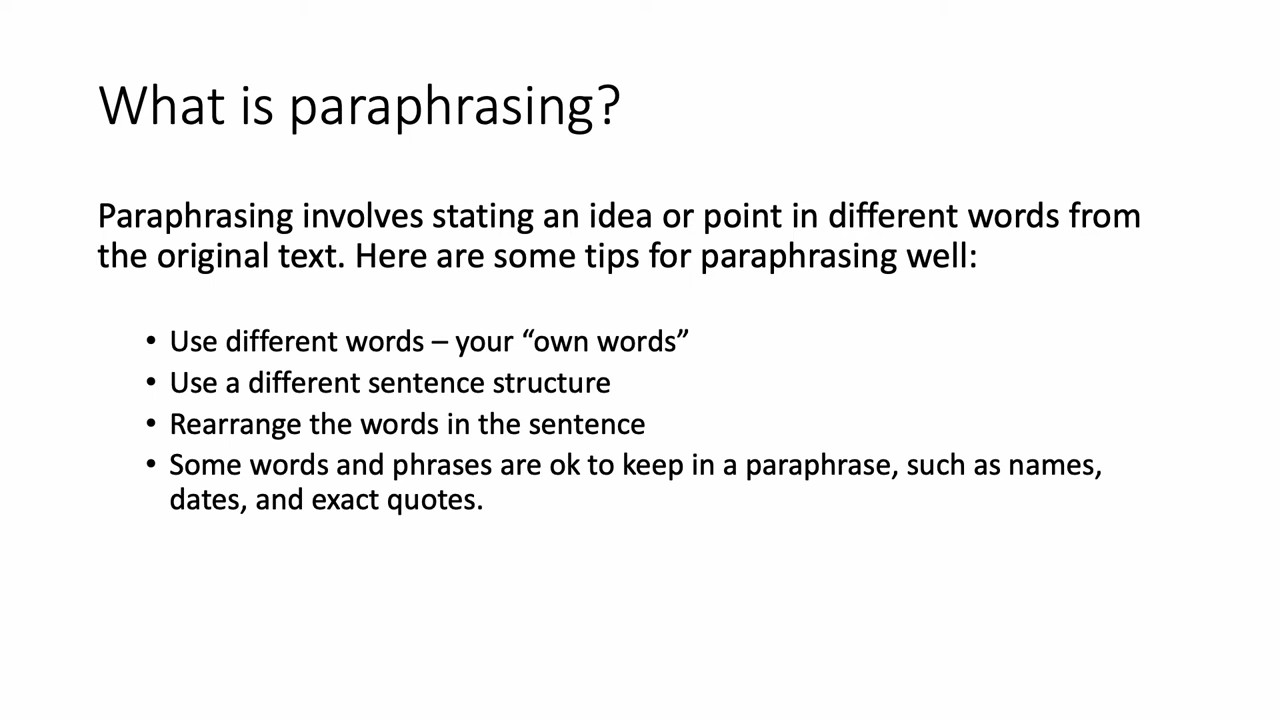 What is paraphrasing?
Paraphrasing involves stating an idea or point in different words from
the original text. Here are some tips for paraphrasing well:
• Use different words – your “own words”
• Use a different sentence structure
• Rearrange the words in the sentence
• Some words and phrases are ok to keep in a paraphrase, such as names,
dates, and exact quotes.